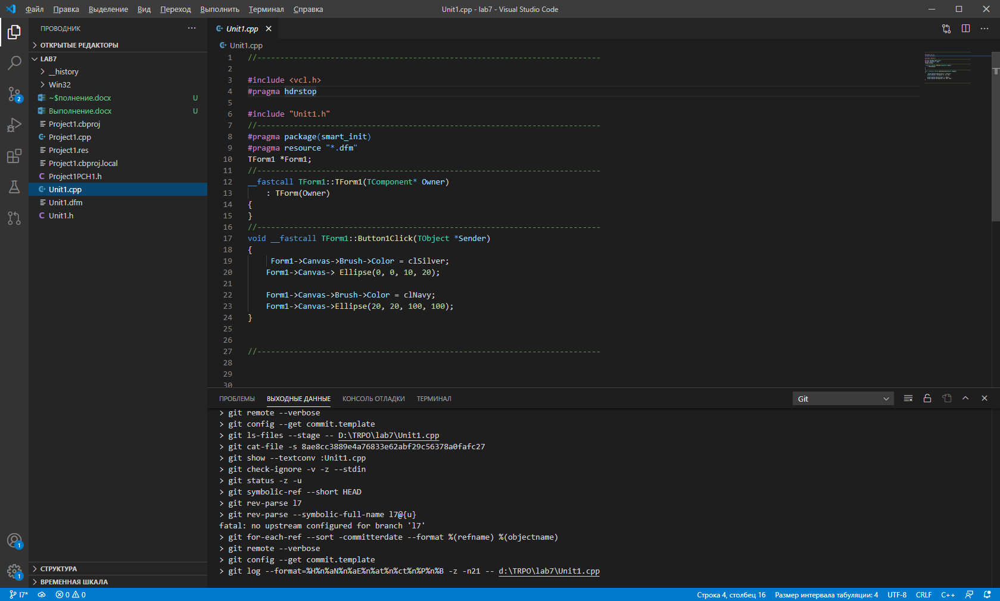 Файл Правка Выделение Вид Переход Выполнить Терминал Справка
Unit1.cpp - lab7 - Visual Studio Code
ПРОВОДНИК
ОТКРЫТЫЕ РЕДАКТОРЫ
LAB7
__history
Win32
~$полнение.docx U
Выполнение.docx U
Project1.cbproj
Project1.cpp
Project1.res
Project1.cbproj.local
Project1PCH1.h
Unit1.cpp
Unit1.dfm
Unit1.h
СТРУКТУРА
ВРЕМЕННАЯ ШКАЛА
2
1
1
Unit1.cpp
Unit1.cpp
1 //---------------------------------------------------------------------------
2
3 #include <vcl.h>
4 #pragma hdrstop
5
6 #include "Unit1.h"
7 //---------------------------------------------------------------------------
8 #pragma package(smart_init)
9 #pragma resource "*.dfm"
10 TForm1 *Form1;
11 //---------------------------------------------------------------------------
12 __fastcall TForm1::TForm1(TComponent* Owner)
13 : TForm(Owner)
14 {
15 }
16 //---------------------------------------------------------------------------
17 void __fastcall TForm1::Button1Click(TObject *Sender)
18 {
19 Form1->Canvas->Brush->Color = clSilver;
20 Form1->Canvas-> Ellipse(0, 0, 10, 20);
21
22 Form1->Canvas->Brush->Color = clNavy;
23 Form1->Canvas->Ellipse(20, 20, 100, 100);
24 }
25
26
27 //---------------------------------------------------------------------------
28
29
30
ПРОБЛЕМЫ ВЫХОДНЫЕ ДАННЫЕ КОНСОЛЬ ОТЛАДКИ ТЕРМИНАЛ Git
> git remote --verbose
> git config --get commit.template
> git ls-files --stage -- D:\TRPO\lab7\Unit1.cpp
> git cat-file -s 8ae8cc3889e4a76833e62abf29c56378a0fafc27
> git show --textconv :Unit1.cpp
> git check-ignore -v -z --stdin
> git status -z -u
> git symbolic-ref --short HEAD
> git rev-parse l7
> git rev-parse --symbolic-full-name l7@{u}
fatal: no upstream configured for branch 'l7'
> git for-each-ref --sort -committerdate --format %(refname) %(objectname)
> git remote --verbose
> git config --get commit.template
> git log --format=%H%n%aN%n%aE%n%at%n%ct%n%P%n%B -z -n21 -- d:\TRPO\lab7\Unit1.cpp
l7* 0 0 Строка 4, столбец 16 Размер интервала табуляции: 4 UTF-8 CRLF C++